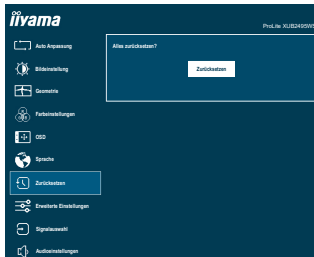 iiyama
ProLite XUB2495WS
Auto Anpassung
Alles zurücksetzen?
Zurücksetzen
Bildeinstellung
Geometrie
Farbeinstellungen
OSD
Sprache
Zurücksetzen
Erweiterte Einstellungen
Signalauswahl
Audioeinstellungen